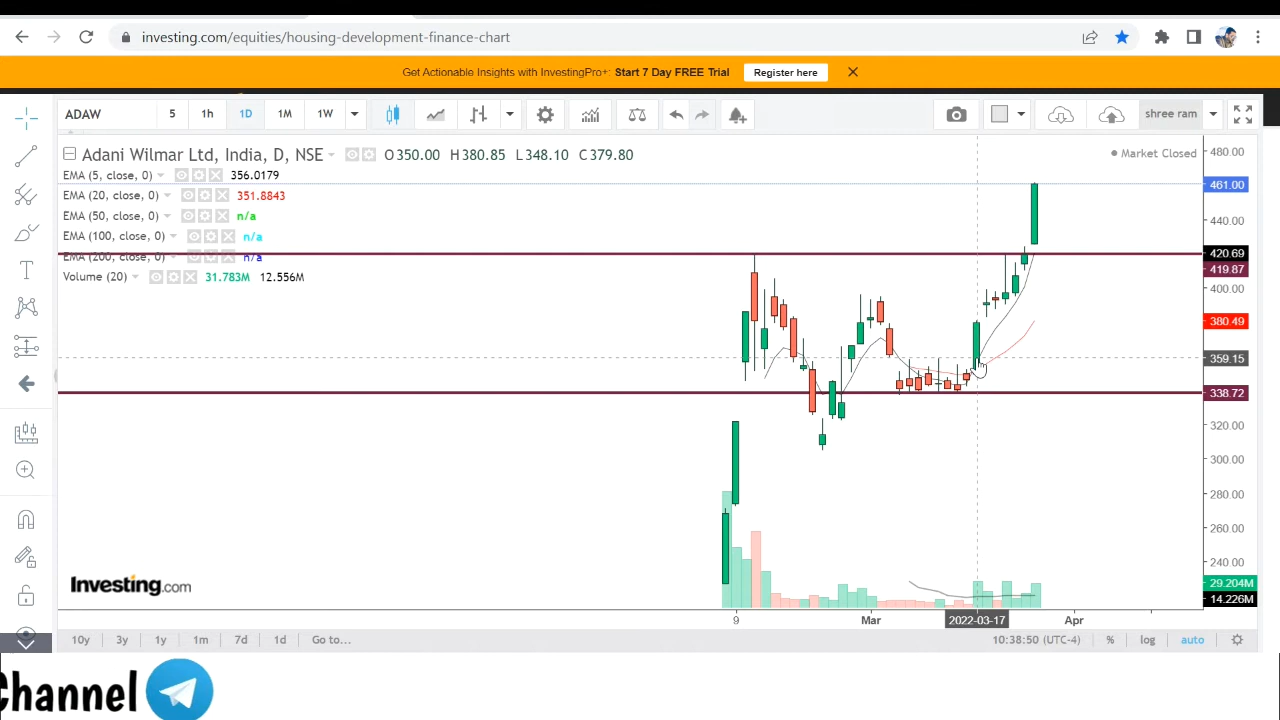 investing.com/equities/housing-development-finance-chart
Get Actionable Insights with InvestingPro+: Start 7 Day FREE Trial Register here
ADAW 5 1h 1D 1M 1W shree ram
Adani Wilmar Ltd, India, D, NSE O350.00 H380.85 L348.10 C379.80
Market Closed
EMA (5, close, 0) 356.0179
EMA (20, close, 0) 351.8843
EMA (50, close, 0) n/a
EMA (100, close, 0) n/a
EMA (200, close, 0) n/a
Volume (20) 31.783M 12.556M
480.00
461.00
440.00
420.69
419.87
400.00
380.49
359.15
338.72
320.00
300.00
280.00
260.00
240.00
29.204M
14.226M
Investing.com
9 Mar 2022-03-17 Apr
10y 3y 1y 1m 7d 1d Go to... 10:38:50 (UTC-4) % log auto
Channel